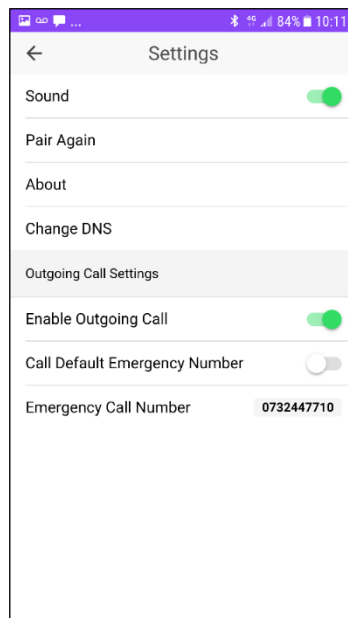 ... 4G 84% 10:11
Settings
Sound
Pair Again
About
Change DNS
Outgoing Call Settings
Enable Outgoing Call
Call Default Emergency Number
Emergency Call Number 0732447710